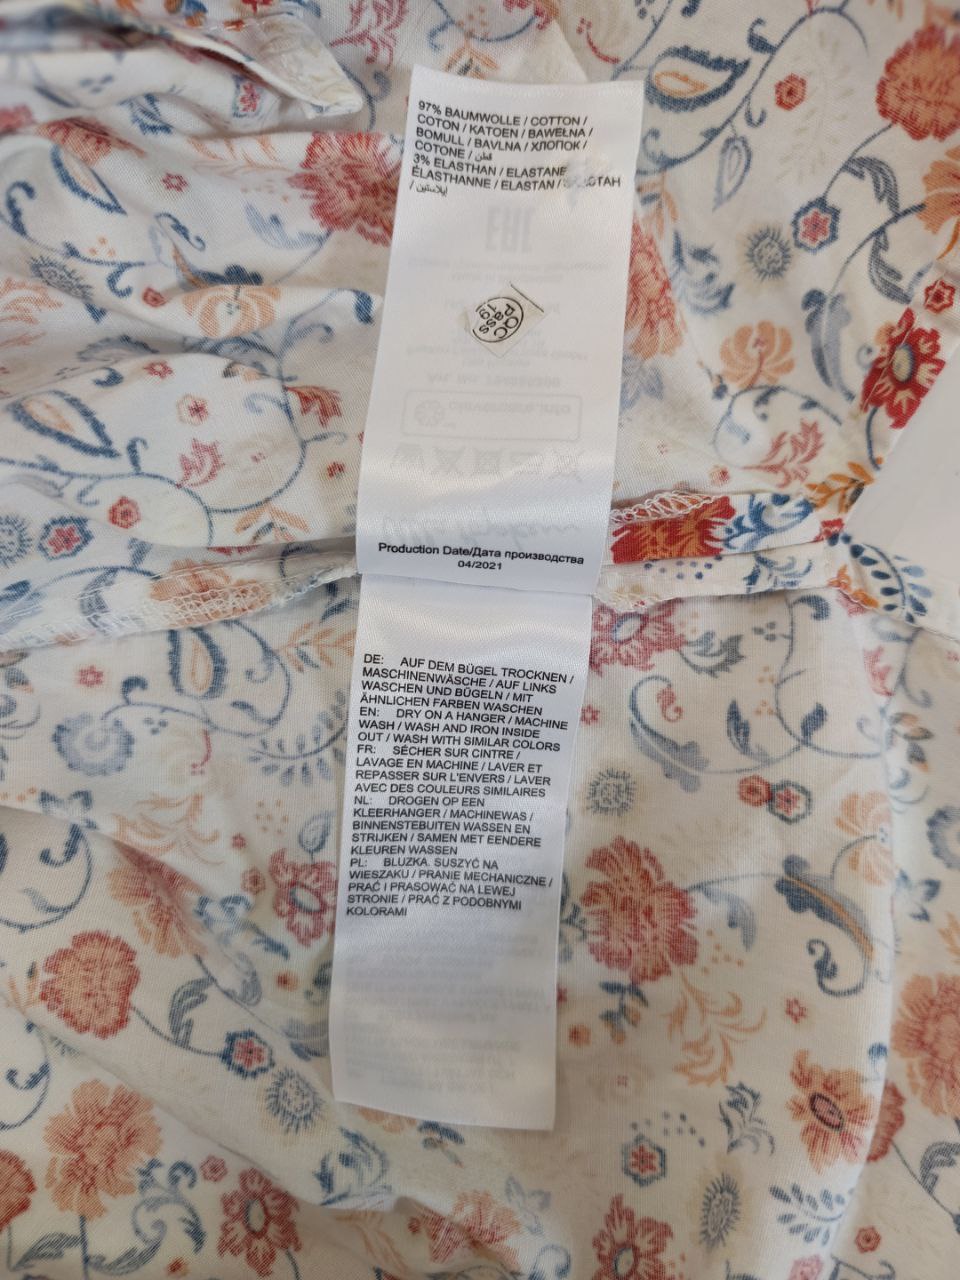 97% BAUMWOLLE / COTTON /
COTON / KATOEN / BAWEŁNA /
BOMULL / BAVLNA / ХЛОПОК /
COTONE / قطن
3% ELASTHAN / ELASTANE
ÉLASTHANNE / ELASTAN /
/ إيلاستين
QC
Pass
Production Date/Дата производства
04/2021
DE: AUF DEM BÜGEL TROCKNEN /
MASCHINENWÄSCHE / AUF LINKS
WASCHEN UND BÜGELN / MIT
ÄHNLICHEN FARBEN WASCHEN
EN: DRY ON A HANGER / MACHINE
WASH / WASH AND IRON INSIDE
OUT / WASH WITH SIMILAR COLORS
FR: SÉCHER SUR CINTRE /
LAVAGE EN MACHINE / LAVER ET
REPASSER SUR L'ENVERS / LAVER
AVEC DES COULEURS SIMILAIRES
NL: DROGEN OP EEN
KLEERHANGER / MACHINEWAS /
BINNENSTEBUITEN WASSEN EN
STRIJKEN / SAMEN MET EENDERE
KLEUREN WASSEN
PL: BLUZKA. SUSZYĆ NA
WIESZAKU / PRANIE MECHANICZNE /
PRAĆ I PRASOWAĆ NA LEWEJ
STRONIE / PRAĆ Z PODOBNYMI
KOLORAMI